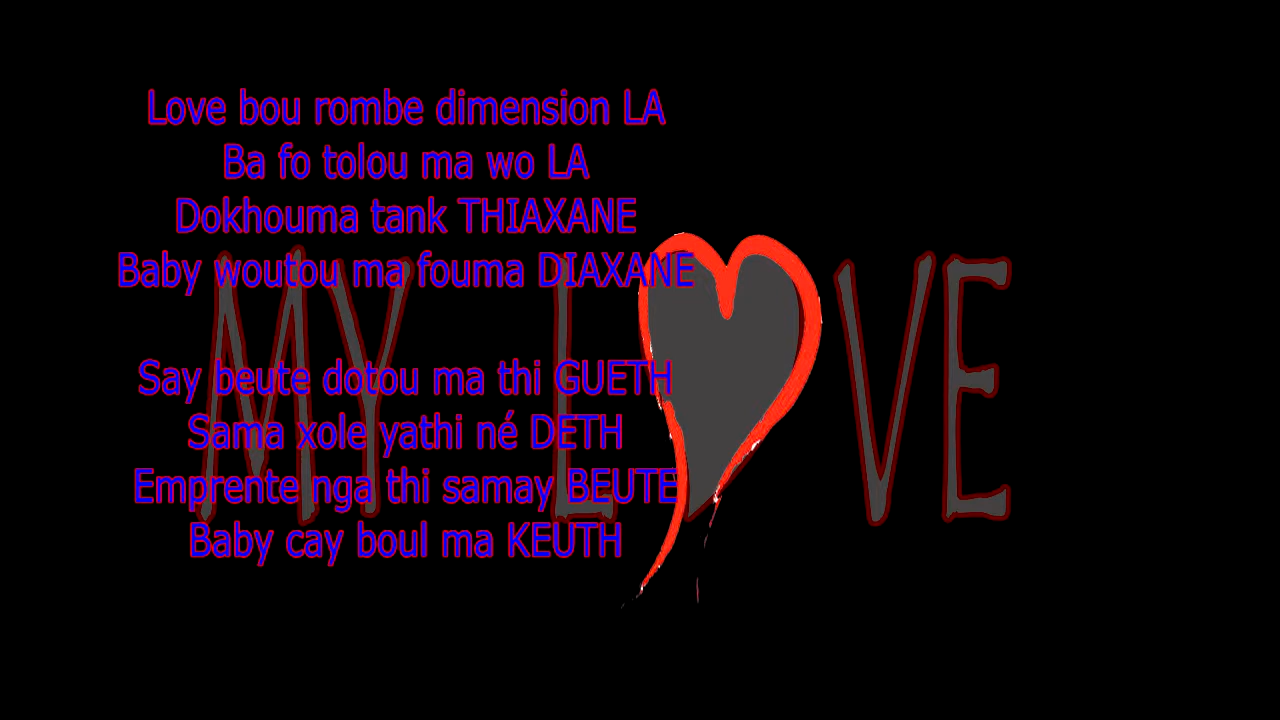 Love bou rombe dimension LA
Ba fo tolou ma wo LA
Dokhouma tank THIAXANE
Baby woutou ma fouma DIAXANE
MY LOVE
Say beute dotou ma thi GUETH
Sama xole yathi né DETH
Emprente nga thi samay BEUTE
Baby cay boul ma KEUTH